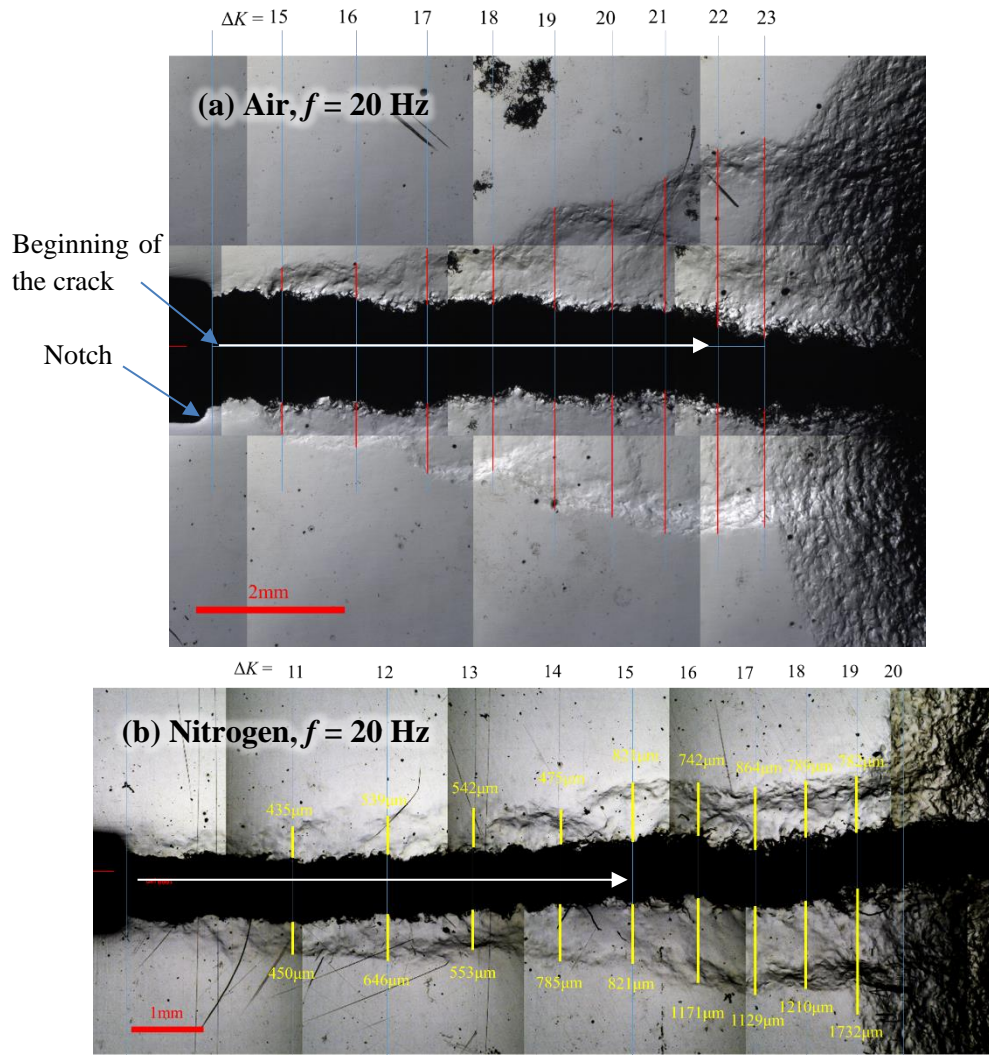 ΔK = 15 16 17 18 19 20 21 22 23
(a) Air, f = 20 Hz
Beginning of
the crack
Notch
2mm
ΔK = 11 12 13 14 15 16 17 18 19 20
(b) Nitrogen, f = 20 Hz
435μm 542μm 475μm 742μm 864μm
450μm 646μm 553μm 785μm 821μm 1171μm 1129μm 1210μm 1732μm
1mm